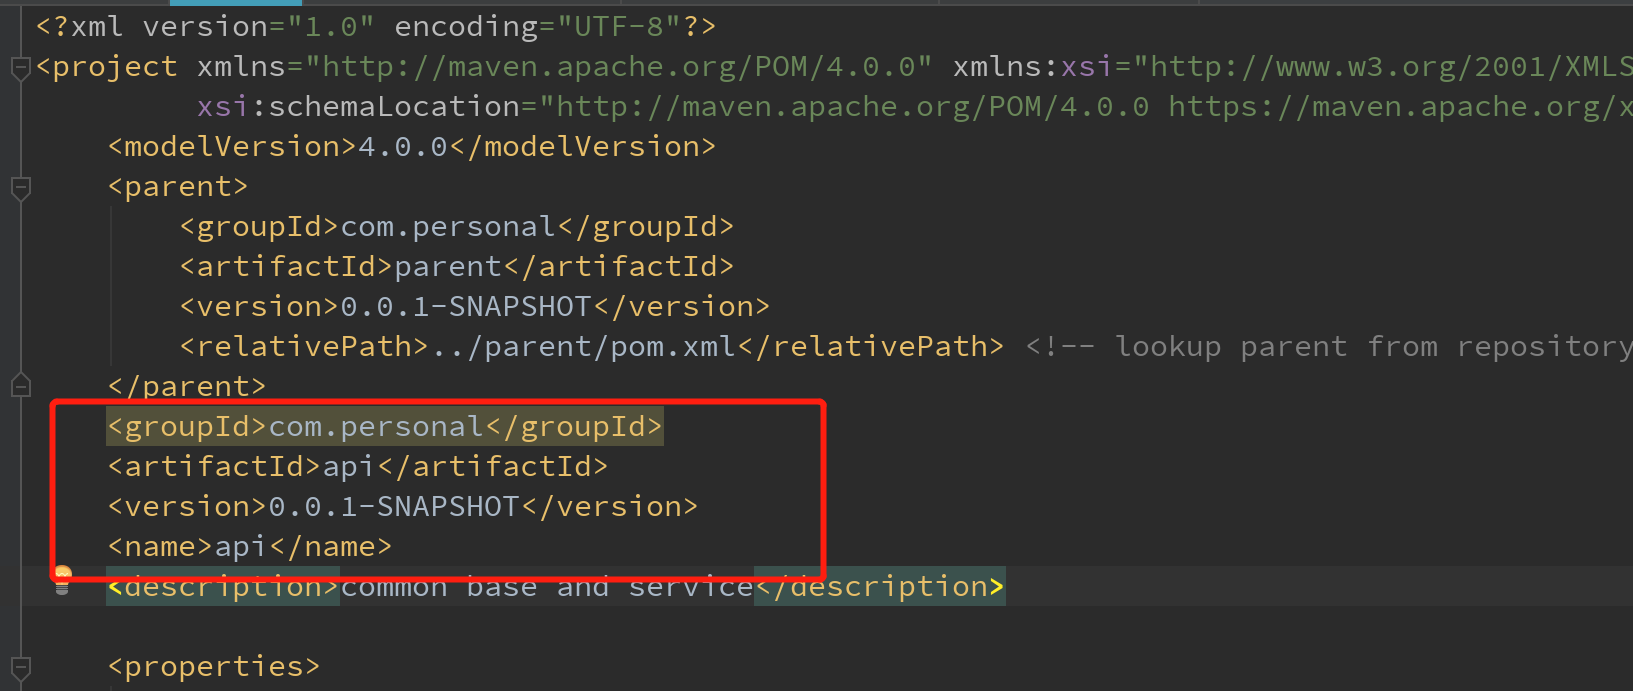 <?xml version="1.0" encoding="UTF-8"?>
<project xmlns="http://maven.apache.org/POM/4.0.0" xmlns:xsi="http://www.w3.org/2001/XMLS
xsi:schemaLocation="http://maven.apache.org/POM/4.0.0 https://maven.apache.org/x
<modelVersion>4.0.0</modelVersion>
<parent>
<groupId>com.personal</groupId>
<artifactId>parent</artifactId>
<version>0.0.1-SNAPSHOT</version>
<relativePath>../parent/pom.xml</relativePath> <!-- lookup parent from repository
</parent>
<groupId>com.personal</groupId>
<artifactId>api</artifactId>
<version>0.0.1-SNAPSHOT</version>
<name>api</name>
<description>common base and service</description>
<properties>